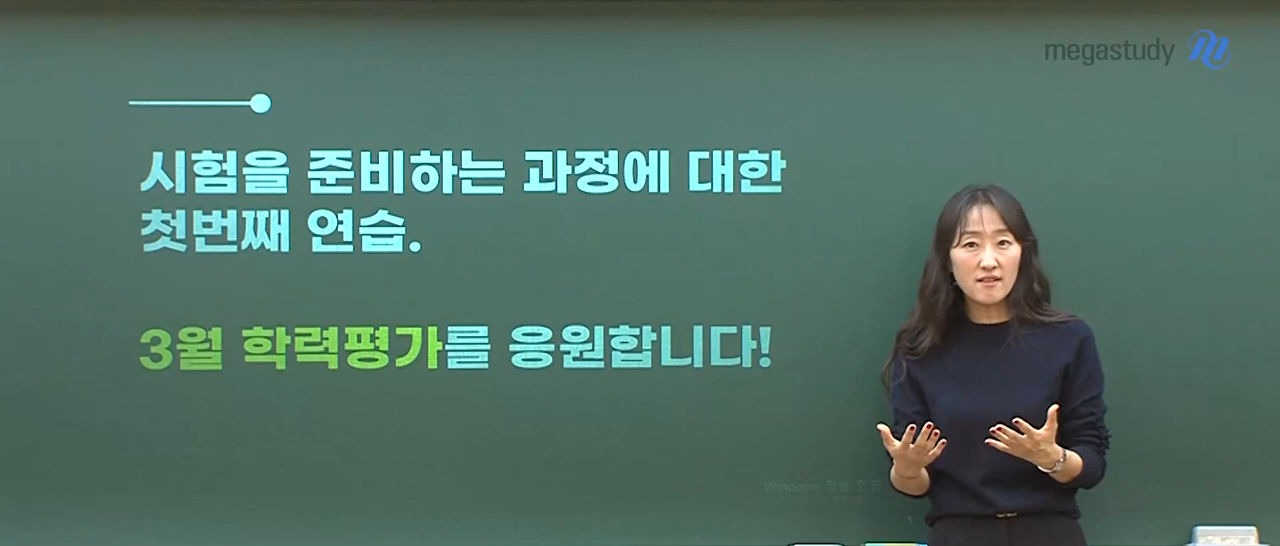 megastudy
시험을 준비하는 과정에 대한
첫번째 연습.
3월 학력평가를 응원합니다!